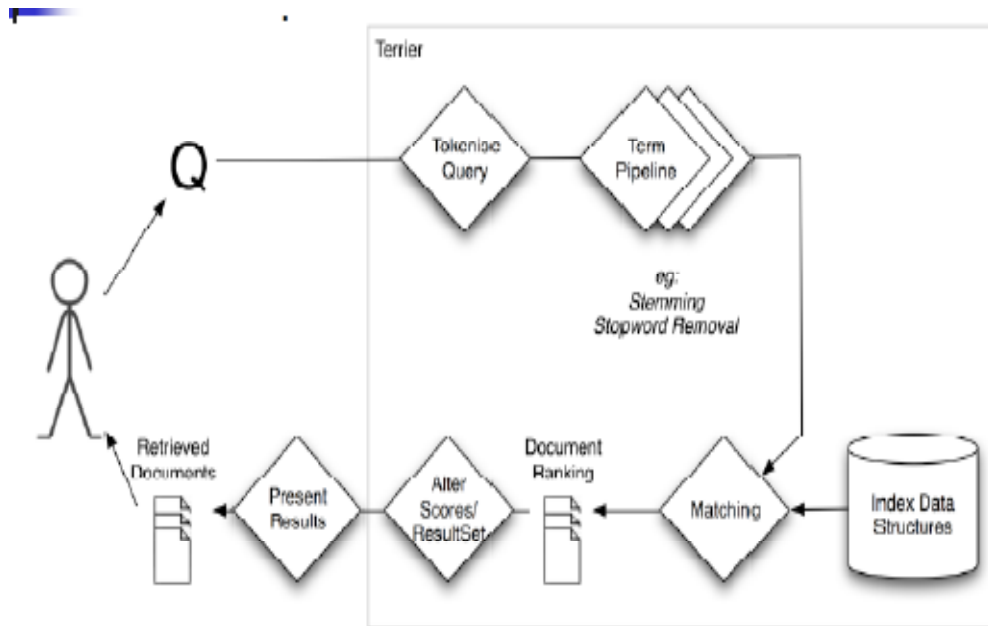 Terrier
Q
Tokenise
Query
Term
Pipeline
eg:
Stemming
Stopword Removal
Retrieved
Documents
Present
Results
Alter
Scores/
ResultSet
Document
Ranking
Matching
Index Data
Structures